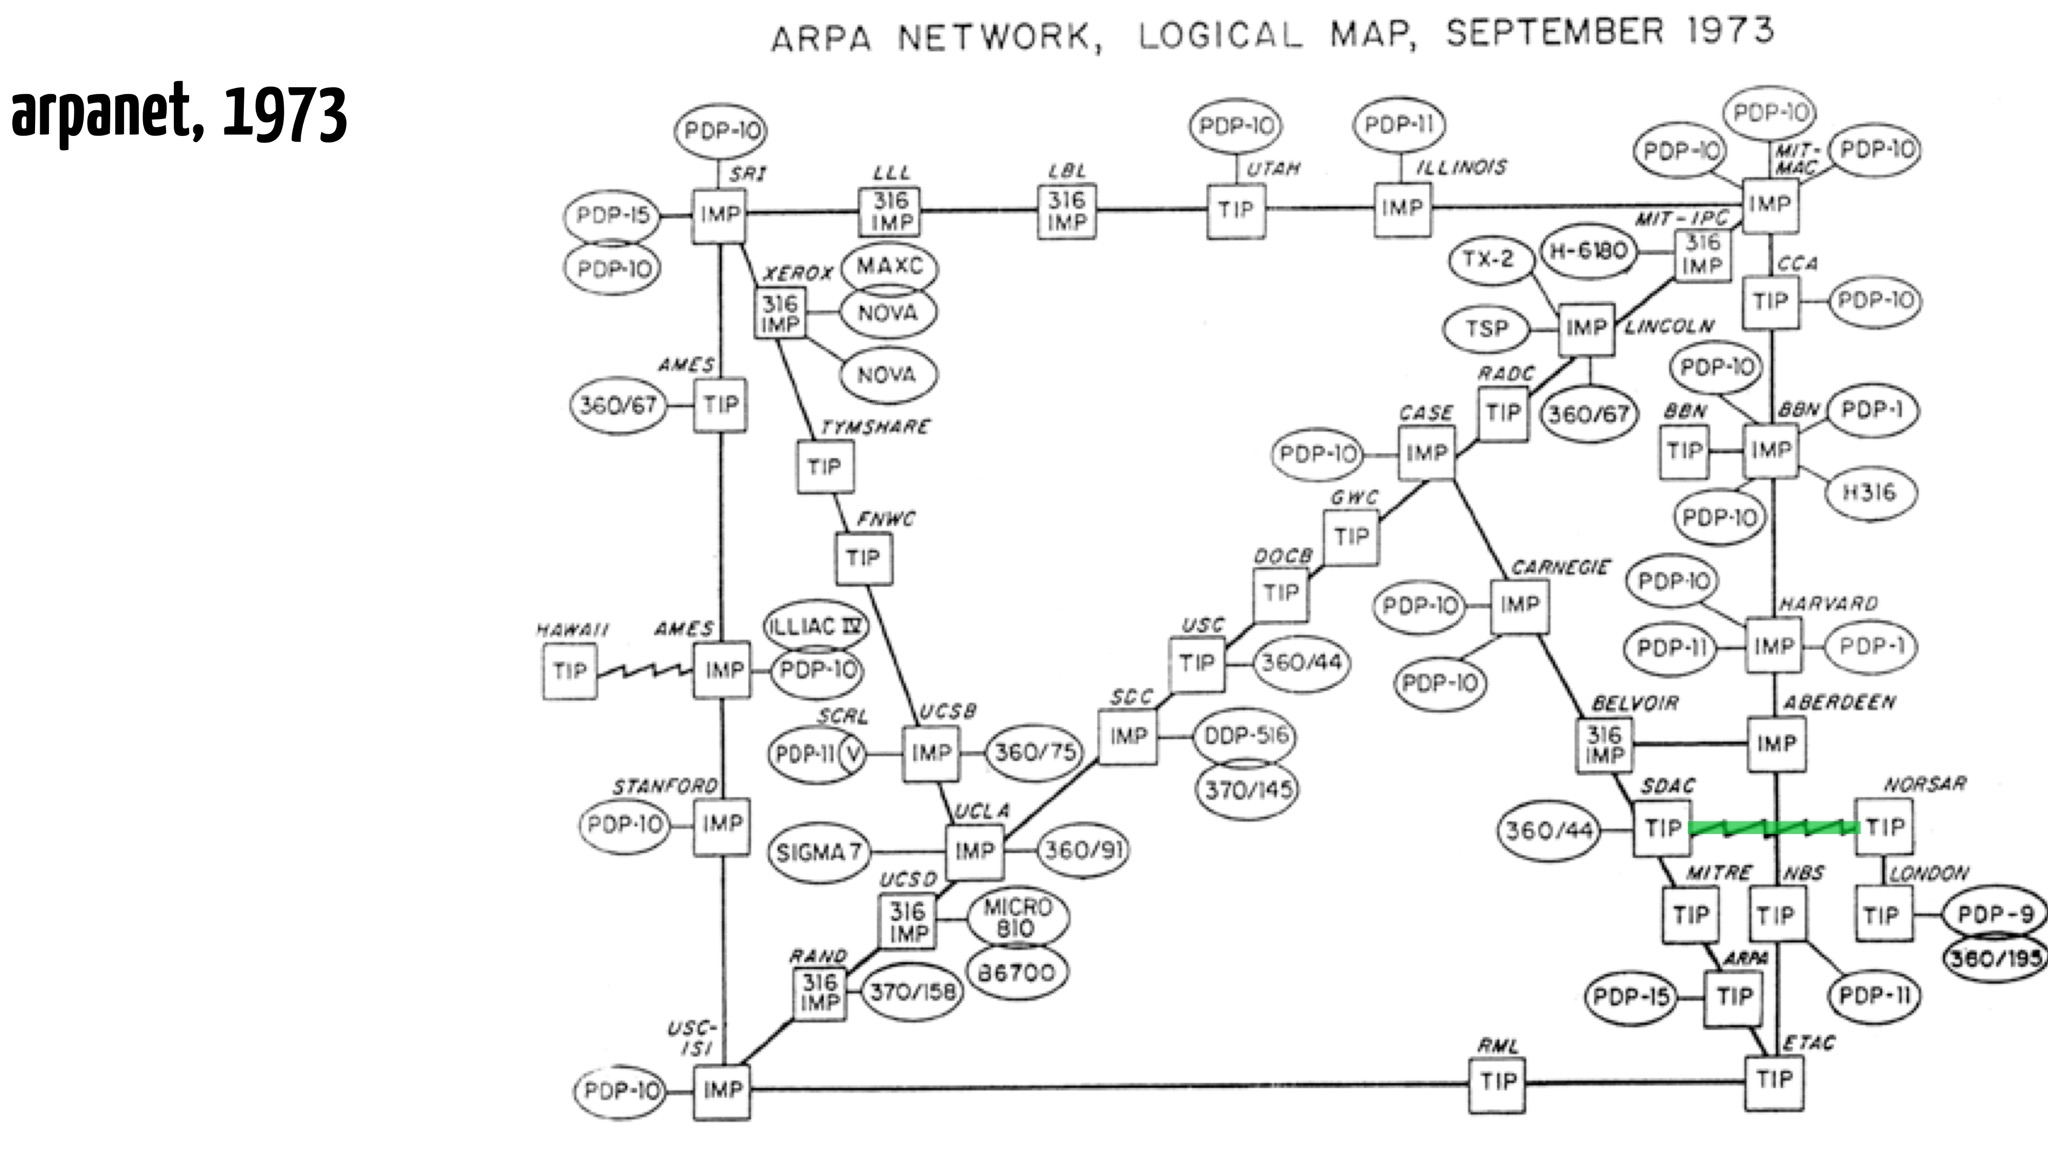 ARPA NETWORK, LOGICAL MAP, SEPTEMBER 1973
arpanet, 1973
PDP-10
SRI
IMP
PDP-15
PDP-10
LLL
316
IMP
LBL
316
IMP
PDP-10
UTAH
TIP
PDP-11
ILLINOIS
IMP
PDP-10
PDP-10
MIT-
MAC
PDP-10
IMP
MIT-IPC
316
IMP
H-6180
TX-2
CCA
TIP
PDP-10
XEROX
316
IMP
MAXC
NOVA
NOVA
TSP
IMP
LINCOLN
360/67
AMES
360/67
TIP
RADC
TIP
PDP-10
BBN
TIP
BBN
IMP
PDP-1
H316
PDP-10
CASE
PDP-10
IMP
TYMSHARE
TIP
GWC
TIP
FNWC
TIP
DOCB
TIP
CARNEGIE
PDP-10
IMP
PDP-10
PDP-10
HARVARD
PDP-11
IMP
PDP-1
HAWAII
TIP
AMES
IMP
ILLIAC IV
PDP-10
USC
TIP
360/44
SDC
IMP
DDP-516
370/145
SCRL
PDP-11
V
UCSB
IMP
360/75
BELVOIR
316
IMP
ABERDEEN
IMP
STANFORD
PDP-10
IMP
UCLA
SIGMA 7
IMP
360/91
SDAC
360/44
TIP
NORSAR
TIP
UCSD
316
IMP
MICRO
810
B6700
MITRE
TIP
NBS
TIP
LONDON
TIP
PDP-9
360/195
RAND
316
IMP
370/158
ARPA
PDP-15
TIP
PDP-11
USC-
ISI
PDP-10
IMP
RML
TIP
ETAC
TIP